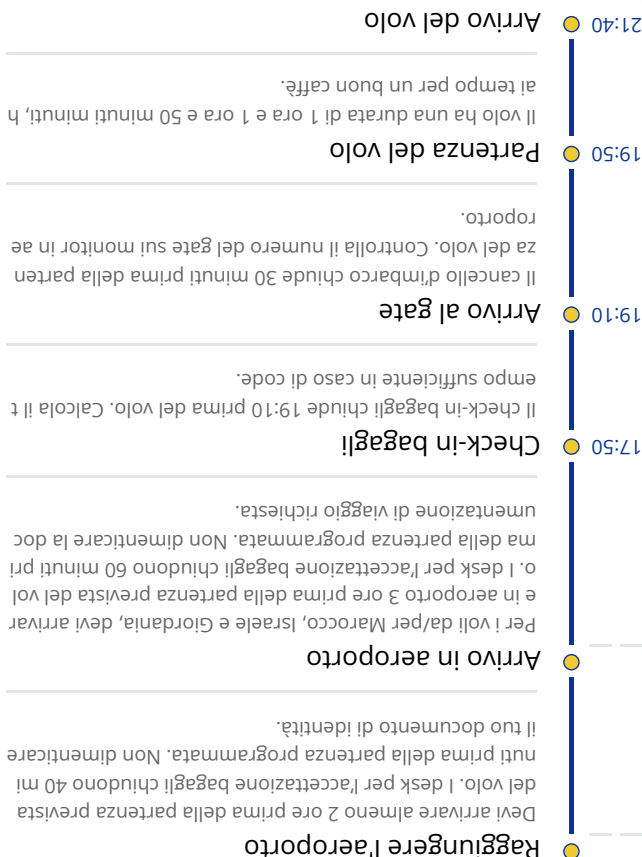 Raggiungere l'aeroporto
Devi arrivare almeno 2 ore prima della partenza prevista
del volo. I desk per l'accettazione bagagli chiudono 40 mi
nuti prima della partenza programmata. Non dimenticare
il tuo documento di identità.
Arrivo in aeroporto
Per i voli da/per Marocco, Israele e Giordania, devi arrivar
e in aeroporto 3 ore prima della partenza prevista del vol
o. I desk per l'accettazione bagagli chiudono 60 minuti pri
ma della partenza programmata. Non dimenticare la doc
umentazione di viaggio richiesta.
17:50 Check-in bagagli
Il check-in bagagli chiude 19:10 prima del volo. Calcola il t
empo sufficiente in caso di code.
19:10 Arrivo al gate
Il cancello d'imbarco chiude 30 minuti prima della parten
za del volo. Controlla il numero del gate sui monitor in ae
roporto.
19:50 Partenza del volo
Il volo ha una durata di 1 ora e 1 ora e 50 minuti minuti, h
ai tempo per un buon caffè.
21:40 Arrivo del volo